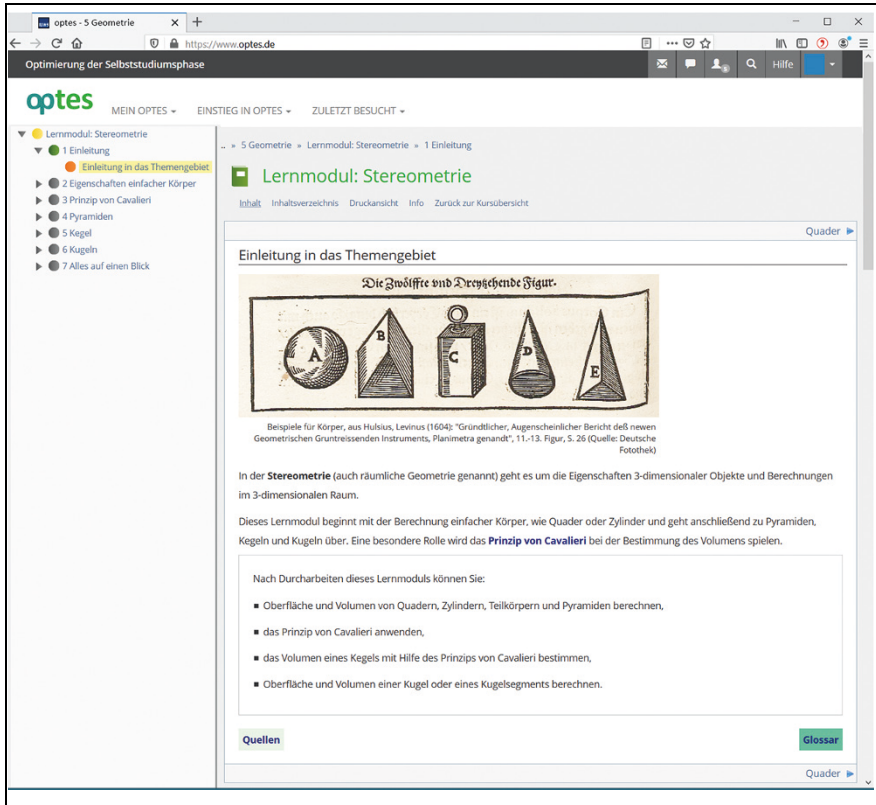 optes - 5 Geometrie
https://www.optes.de
Optimierung der Selbststudiumsphase
Hilfe
optes
MEIN OPTES
EINSTIEG IN OPTES
ZULETZT BESUCHT
Lernmodul: Stereometrie
1 Einleitung
Einleitung in das Themengebiet
2 Eigenschaften einfacher Körper
3 Prinzip von Cavalieri
4 Pyramiden
5 Kegel
6 Kugeln
7 Alles auf einen Blick
.. » 5 Geometrie » Lernmodul: Stereometrie » 1 Einleitung
Lernmodul: Stereometrie
Inhalt Inhaltsverzeichnis Druckansicht Info Zurück zur Kursübersicht
Quader
Einleitung in das Themengebiet
Die Zwölffte vnd Dreyzehende Figur.
A B C D E
Beispiele für Körper, aus Hulsius, Levinus (1604): "Gründtlicher, Augenscheinlicher Bericht deß newen
Geometrischen Gruntreissenden Instruments, Planimetra genandt", 11.-13. Figur, S. 26 (Quelle: Deutsche
Fotothek)
In der Stereometrie (auch räumliche Geometrie genannt) geht es um die Eigenschaften 3-dimensionaler Objekte und Berechnungen
im 3-dimensionalen Raum.
Dieses Lernmodul beginnt mit der Berechnung einfacher Körper, wie Quader oder Zylinder und geht anschließend zu Pyramiden,
Kegeln und Kugeln über. Eine besondere Rolle wird das Prinzip von Cavalieri bei der Bestimmung des Volumens spielen.
Nach Durcharbeiten dieses Lernmoduls können Sie:
Oberfläche und Volumen von Quadern, Zylindern, Teilkörpern und Pyramiden berechnen,
das Prinzip von Cavalieri anwenden,
das Volumen eines Kegels mit Hilfe des Prinzips von Cavalieri bestimmen,
Oberfläche und Volumen einer Kugel oder eines Kugelsegments berechnen.
Quellen
Glossar
Quader